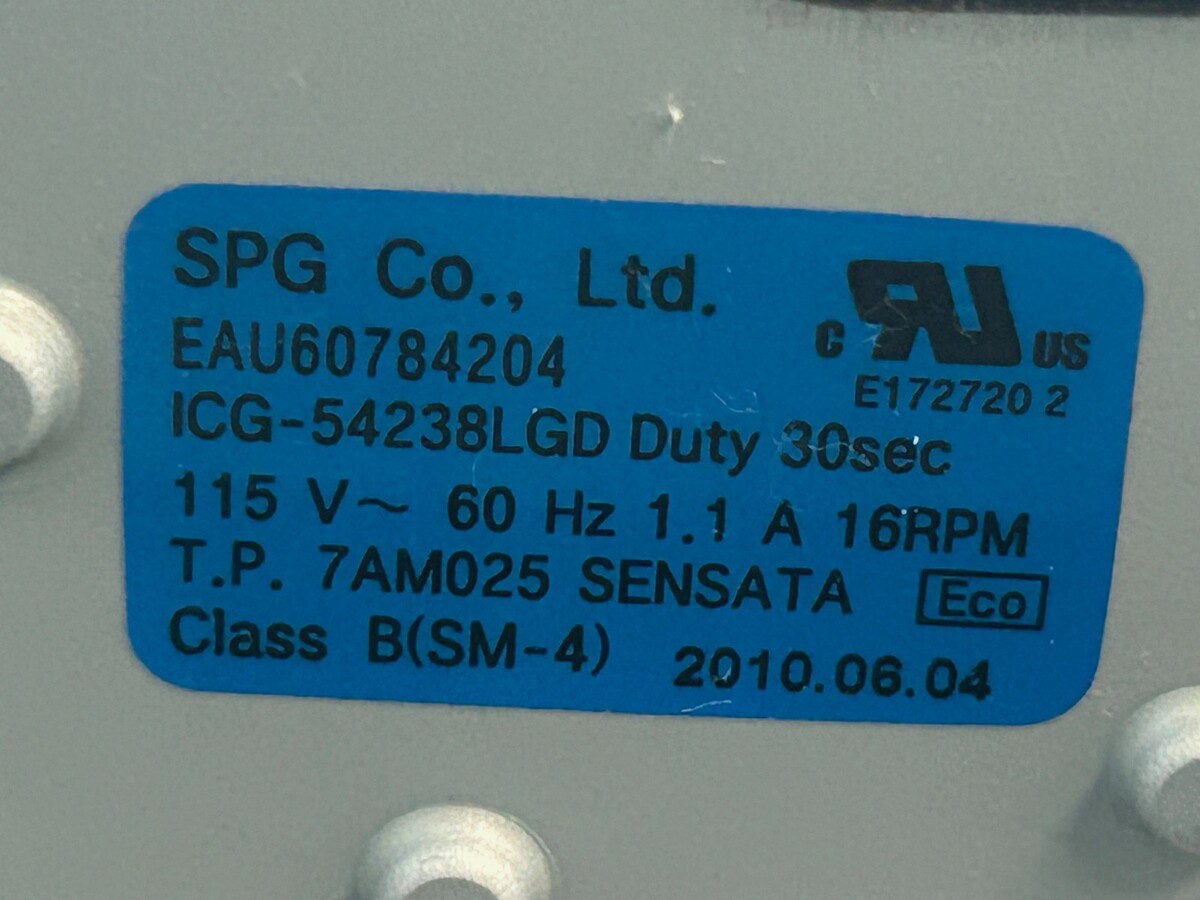 SPG Co., Ltd.
EAU60784204
c RU US
E172720 2
ICG-54238LGD Duty 30sec
115 V~ 60 Hz 1.1 A 16RPM
T.P. 7AM025 SENSATA Eco
Class B(SM-4) 2010.06.04